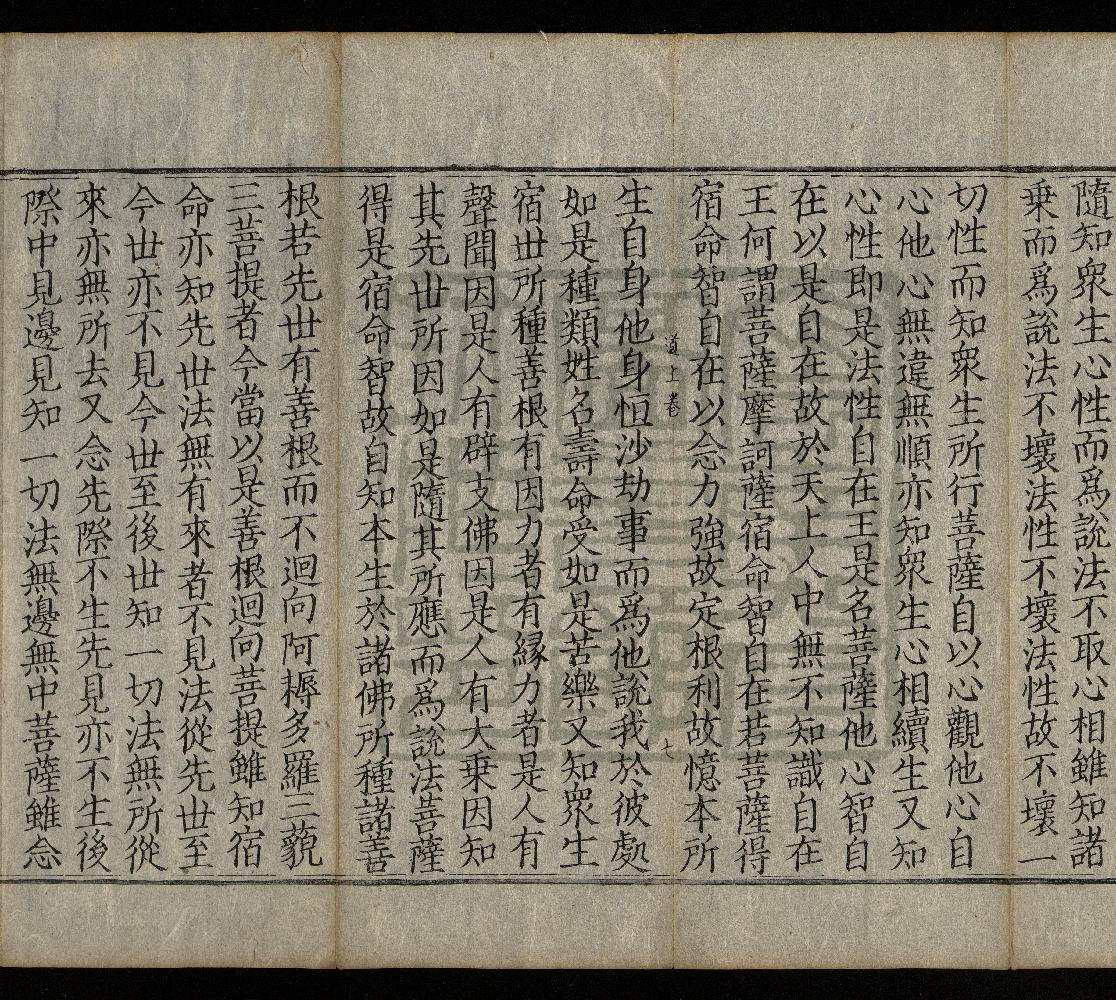 隨知衆生心性而爲說法不取心相雖知諸
乗而爲說法不壞法性不壞法性故不壞一
切性而知衆生所行菩薩自以心觀他心自
心他心無違無順亦知衆生心相續生又知
心性即是法性自在王是名菩薩他心智自
在以是自在故於天上人中無不知識自在
王何謂菩薩摩訶薩宿命智自在若菩薩得
宿命智自在以念力強故定根利故憶本所
道上卷 七
生自身他身恒沙劫事而爲他說我於彼處
如是種類姓名壽命受如是苦樂又知衆生
宿世所種善根有因力者有縁力者是人有
聲聞因是人有辟支佛因是人有大乗因知
其先世所因如是隨其所應而爲說法菩薩
得是宿命智故自知本生於諸佛所種諸善
根若先世有善根而不迴向阿耨多羅三藐
三菩提者今當以是善根迴向菩提雖知宿
命亦知先世法無有來者不見法從先世至
今世亦不見今世至後世知一切法無所從
來亦無所去又念先際不生先見亦不生後
際中見邊見知一切法無邊無中菩薩雖念